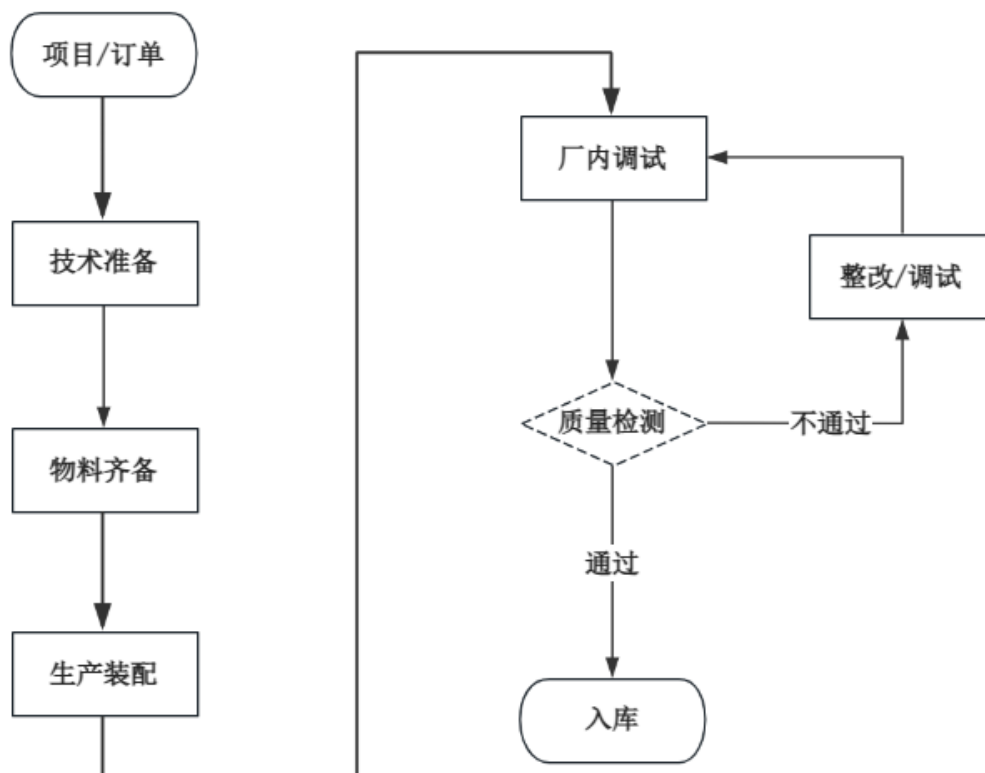 项目/订单
技术准备
物料齐备
生产装配
厂内调试
整改/调试
质量检测
不通过
通过
入库